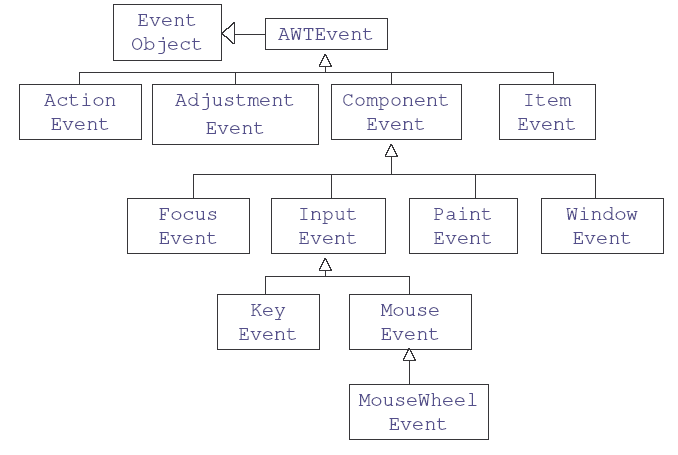 Event
Object
AWTEvent
Action
Event
Adjustment
Event
Component
Event
Item
Event
Focus
Event
Input
Event
Paint
Event
Window
Event
Key
Event
Mouse
Event
MouseWheel
Event